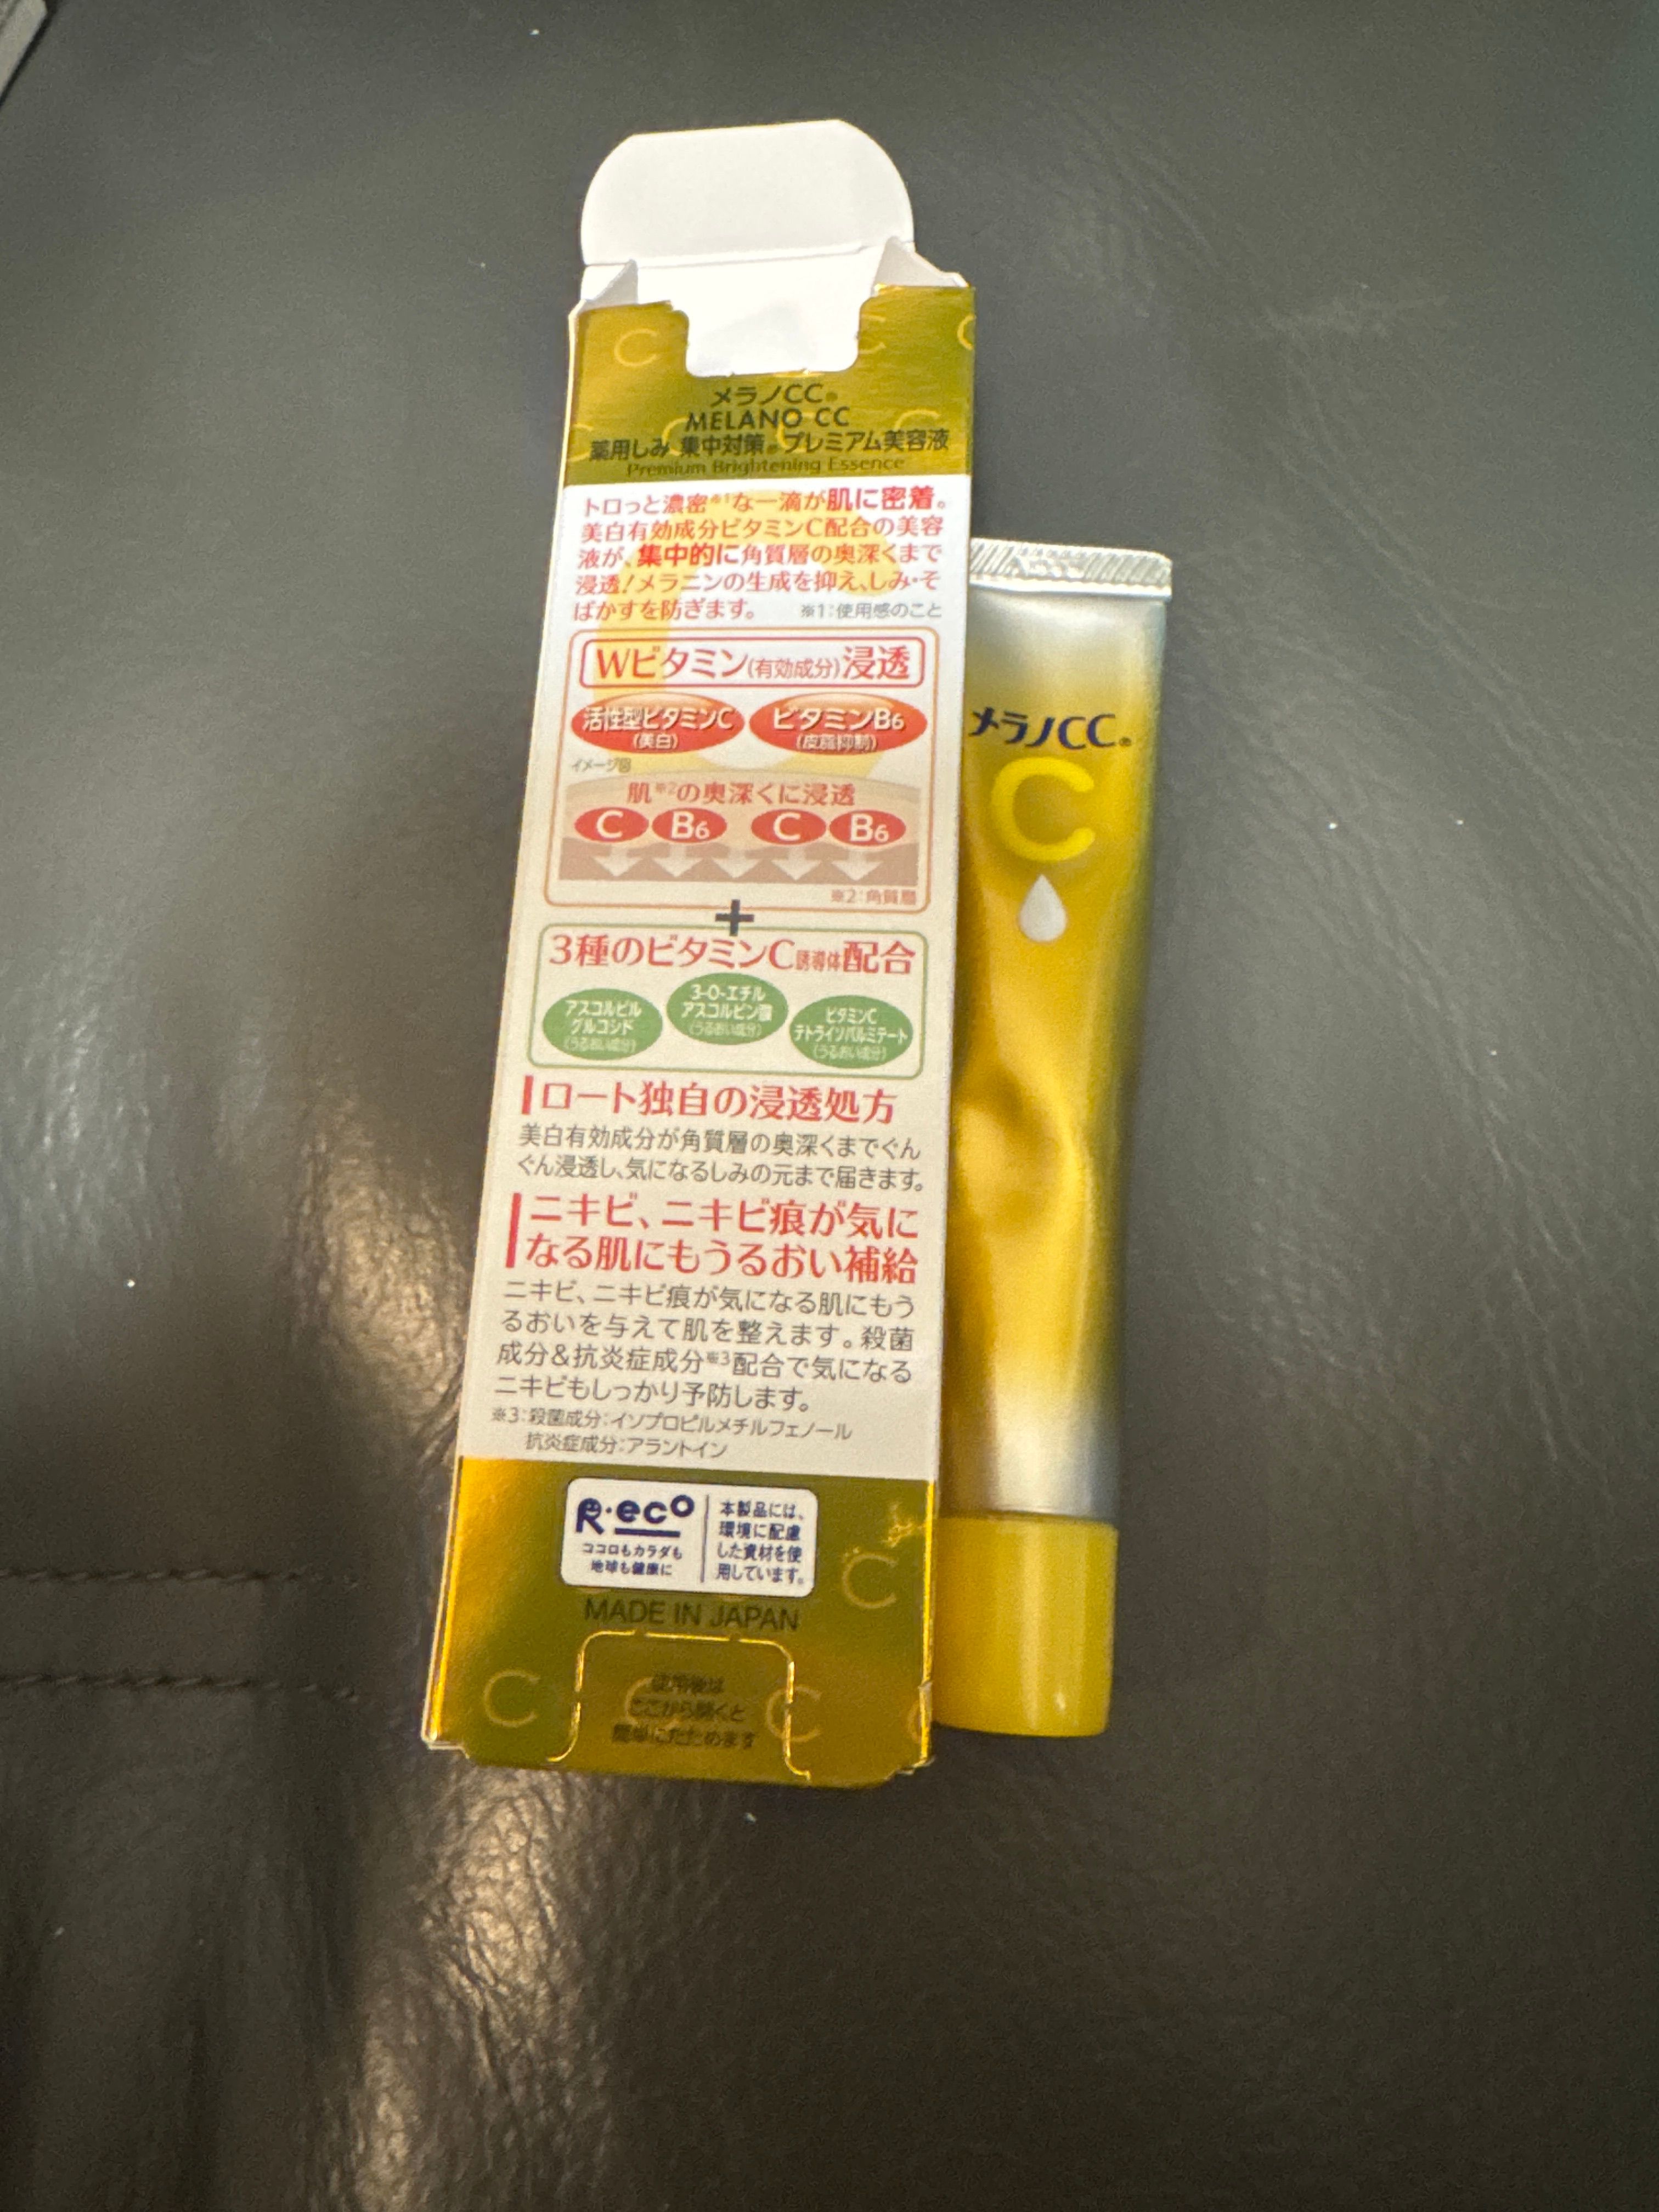 メラノCC®
MELANO CC
薬用しみ 集中対策® プレミアム美容液
Premium Brightening Essence
トロっと濃密※1な一滴が肌に密着。
美白有効成分ビタミンC配合の美容
液が、集中的に角質層の奥深くまで
浸透！メラニンの生成を抑え、しみ・そ
ばかすを防ぎます。 ※1：使用感のこと
Wビタミン(有効成分)浸透
活性型ビタミンC
(美白)
ビタミンB6
(皮脂抑制)
イメージ図
肌※2の奥深くに浸透
C B6 C B6
※2：角質層
+
3種のビタミンC誘導体配合
アスコルビル
グルコシド
(うるおい成分)
3-O-エチル
アスコルビン酸
(うるおい成分)
ビタミンC
テトライソパルミテート
(うるおい成分)
ロート独自の浸透処方
美白有効成分が角質層の奥深くまでぐん
ぐん浸透し、気になるしみの元まで届きます。
ニキビ、ニキビ痕が気に
なる肌にもうるおい補給
ニキビ、ニキビ痕が気になる肌にもう
るおいを与えて肌を整えます。殺菌
成分&抗炎症成分※3配合で気になる
ニキビもしっかり予防します。
※3：殺菌成分：イソプロピルメチルフェノール
抗炎症成分：アラントイン
R・eco
ココロもカラダも
地球も健康に
本製品には、
環境に配慮
した資材を使
用しています。
MADE IN JAPAN
使用後は
ここから開くと
簡単にたためます
メラノCC®
C